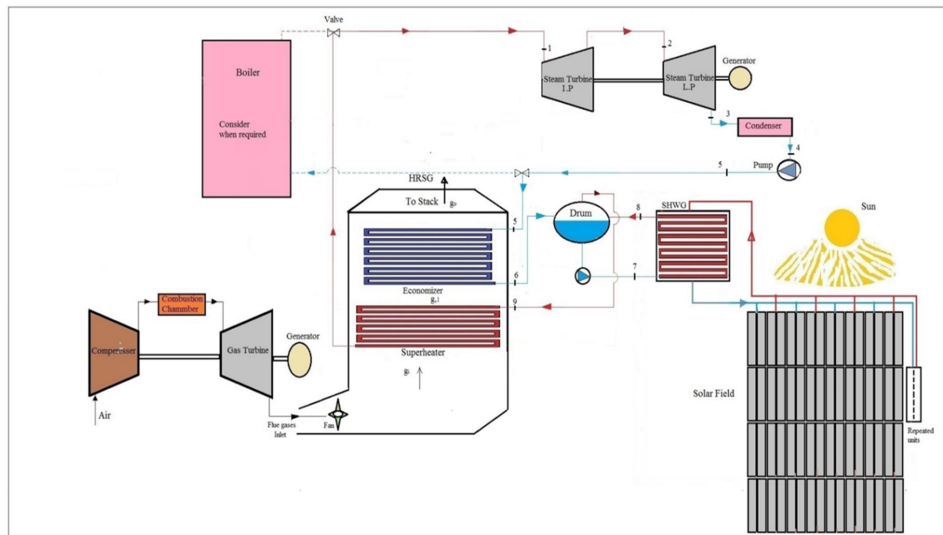 Valve
Boiler
Consider
when required
1
Steam Turbine
I.P
2
Steam Turbine
L.P
Generator
3
Condenser
4
Pump
5
HRSG
To Stack
5
6
Economizer
9
Superheater
Drum
8
SHWG
7
Sun
Combustion
Chammber
Compresser
Gas Turbine
Generator
Air
Flue gases
Inlet
Fan
Solar Field
Repeated
units